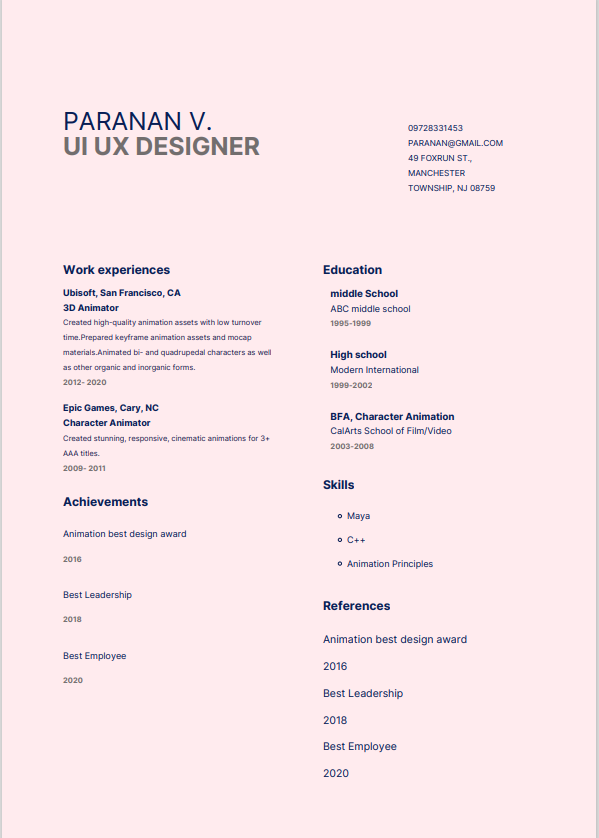 PARANAN V.
UI UX DESIGNER
09728331453
PARANAN@GMAIL.COM
49 FOXRUN ST.,
MANCHESTER
TOWNSHIP, NJ 08759
Work experiences
Ubisoft, San Francisco, CA
3D Animator
Created high-quality animation assets with low turnover
time.Prepared keyframe animation assets and mocap
materials.Animated bi- and quadrupedal characters as well
as other organic and inorganic forms.
2012- 2020
Epic Games, Cary, NC
Character Animator
Created stunning, responsive, cinematic animations for 3+
AAA titles.
2009- 2011
Achievements
Animation best design award
2016
Best Leadership
2018
Best Employee
2020
Education
middle School
ABC middle school
1995-1999
High school
Modern International
1999-2002
BFA, Character Animation
CalArts School of Film/Video
2003-2008
Skills
Maya
C++
Animation Principles
References
Animation best design award
2016
Best Leadership
2018
Best Employee
2020